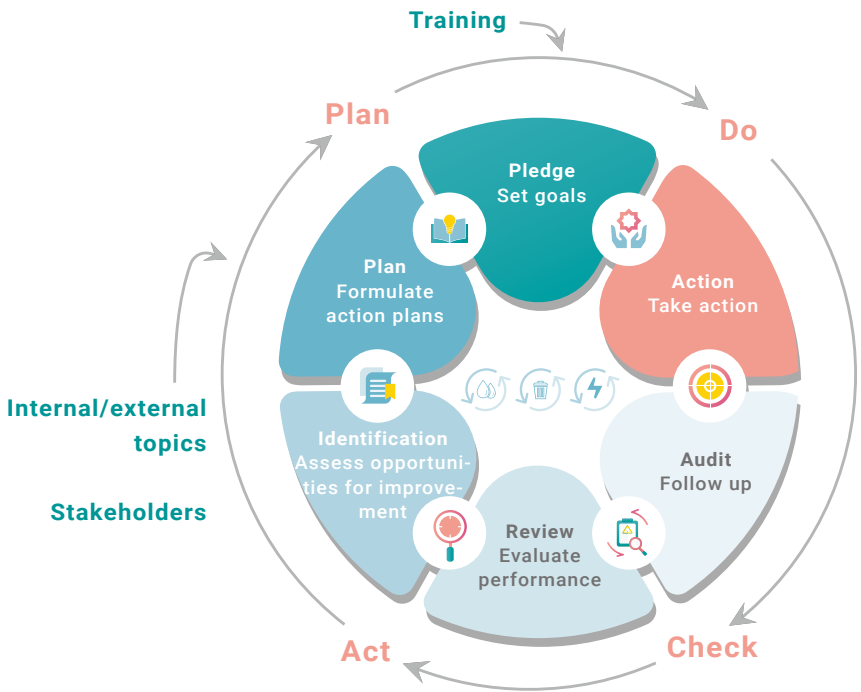 Training
Plan
Do
Pledge
Set goals
Plan
Formulate
action plans
Action
Take action
Internal/external
topics
Stakeholders
Identification
Assess opportuni-
ties for improve-
ment
Audit
Follow up
Review
Evaluate
performance
Act
Check